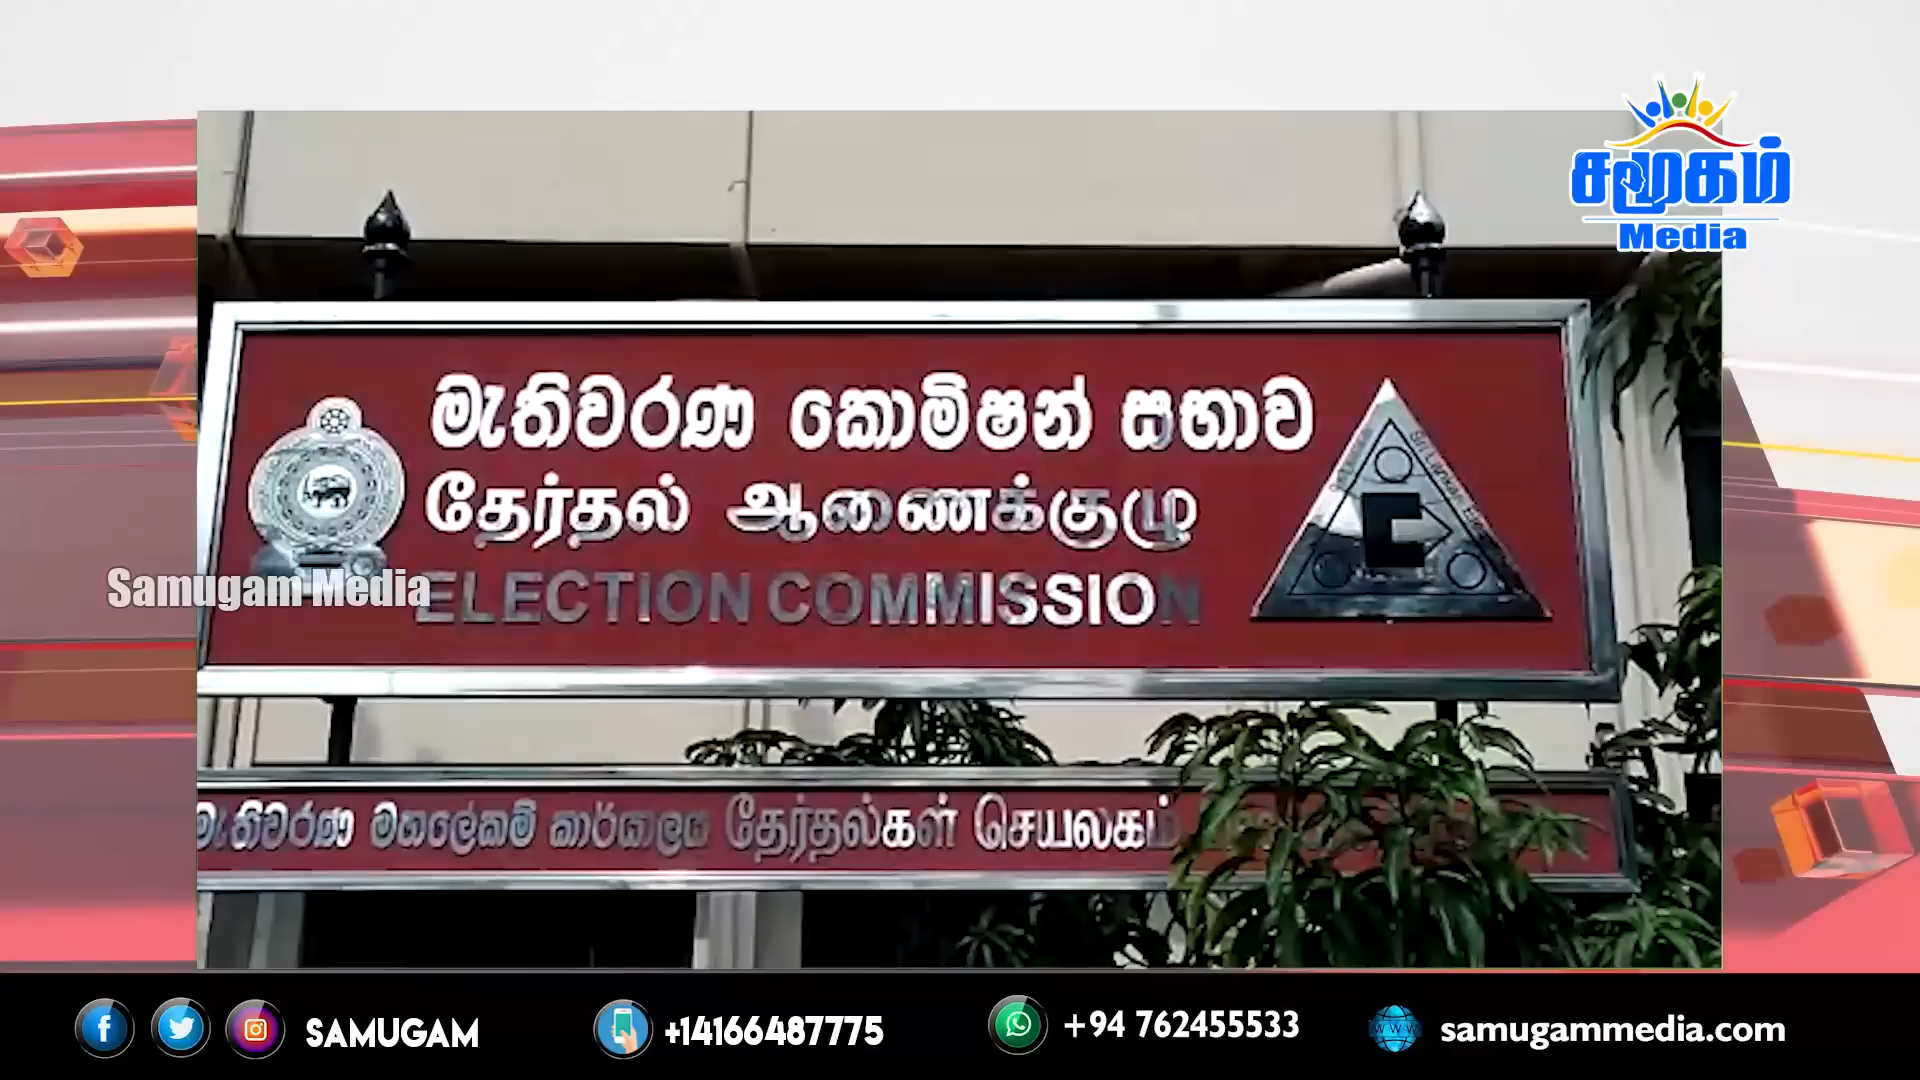 சமூகம்
Media
මැතිවරණ කොමිෂන් සභාව
தேர்தல் ஆணைக்குழு
ELECTION COMMISSION
Samugam Media
මැතිවරණ මහලේකම් කාර්යාලය தேர்தல்கள் செயலகம்
SAMUGAM
+14166487775
+94 762455533
samugammedia.com